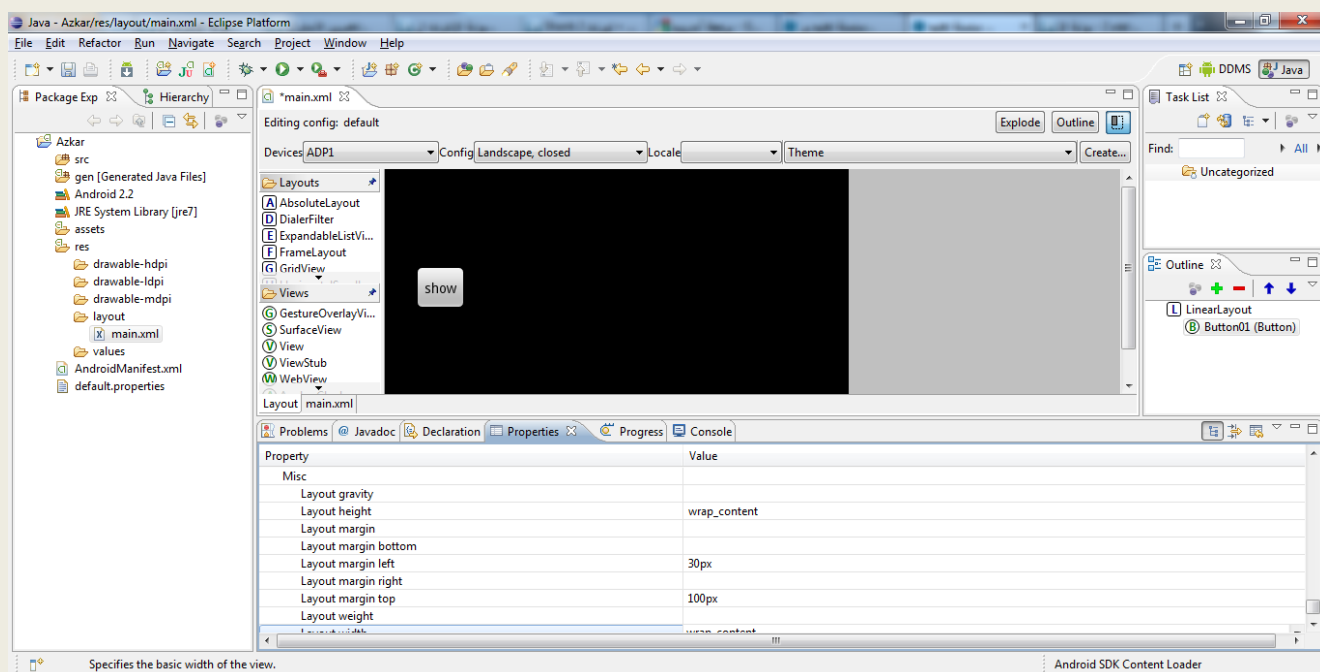 Java - Azkar/res/layout/main.xml - Eclipse Platform
File Edit Refactor Run Navigate Search Project Window Help
DDMS Java
Package Exp Hierarchy
Azkar
src
gen [Generated Java Files]
Android 2.2
JRE System Library [jre7]
assets
res
drawable-hdpi
drawable-ldpi
drawable-mdpi
layout
main.xml
values
AndroidManifest.xml
default.properties
*main.xml
Editing config: default
Explode Outline
Devices ADP1 Config Landscape, closed Locale Theme Create...
Layouts
AbsoluteLayout
DialerFilter
ExpandableListVi...
FrameLayout
GridView
Views
GestureOverlayVi...
SurfaceView
View
ViewStub
WebView
show
Layout main.xml
Task List
Find: All
Uncategorized
Outline
LinearLayout
Button01 (Button)
Problems Javadoc Declaration Properties Progress Console
Property Value
Misc
Layout gravity
Layout height wrap_content
Layout margin
Layout margin bottom
Layout margin left 30px
Layout margin right
Layout margin top 100px
Layout weight
Layout width wrap_content
Specifies the basic width of the view.
Android SDK Content Loader